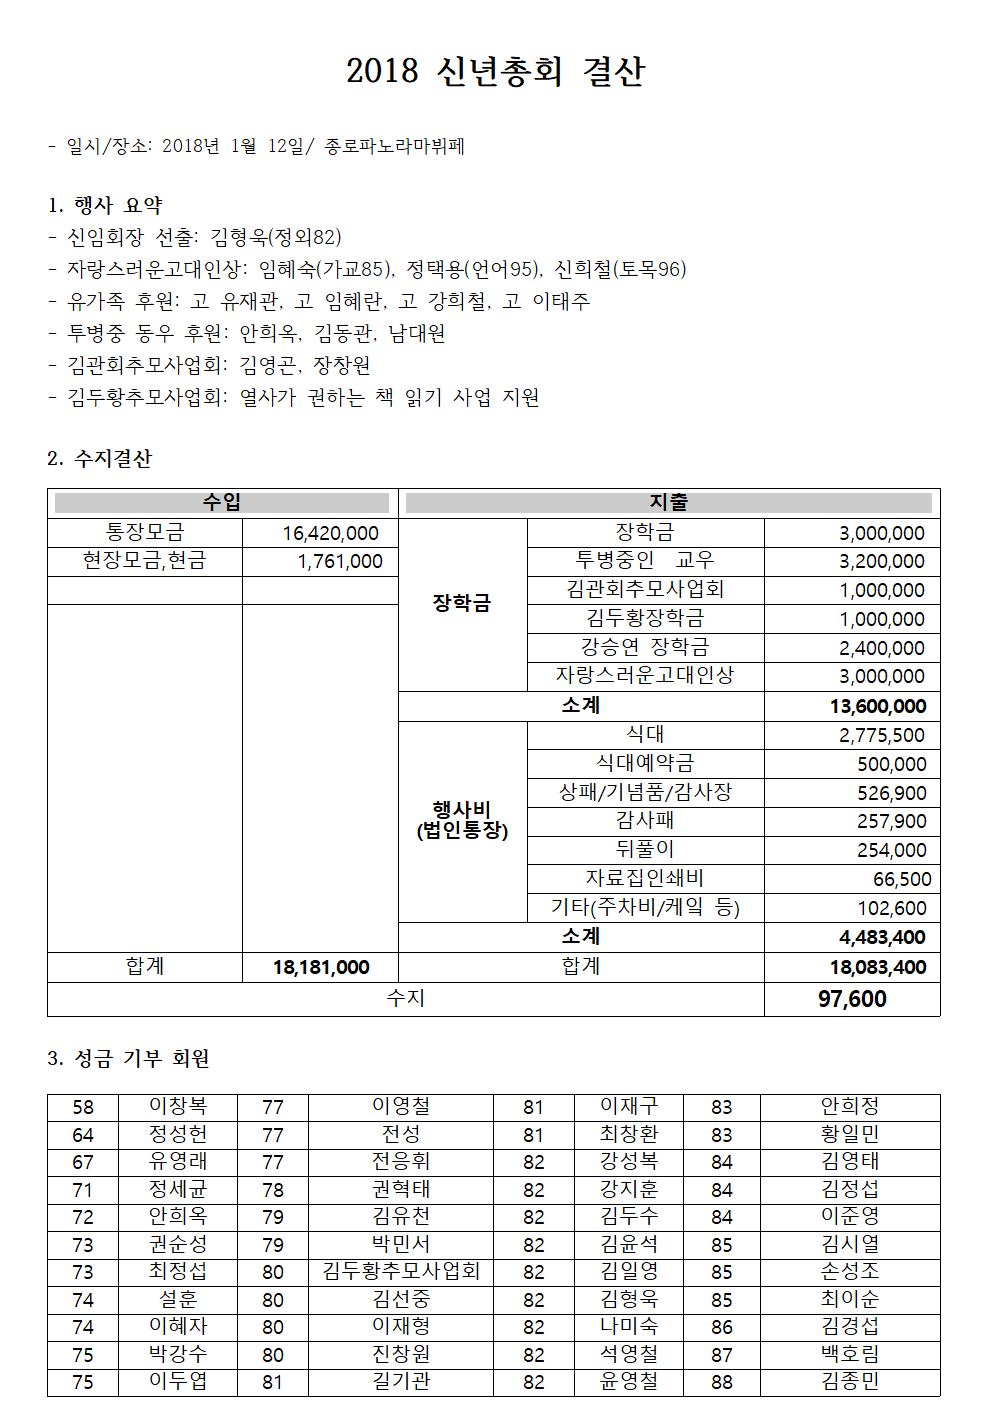 2018 신년총회 결산
- 일시/장소: 2018년 1월 12일/ 종로파노라마뷔페
1. 행사 요약
- 신임회장 선출: 김형욱(정외82)
- 자랑스러운고대인상: 임혜숙(가교85), 정택용(언어95), 신희철(토목96)
- 유가족 후원: 고 유재관, 고 임혜란, 고 강희철, 고 이태주
- 투병중 동우 후원: 안희옥, 김동관, 남대원
- 김관회추모사업회: 김영곤, 장창원
- 김두황추모사업회: 열사가 권하는 책 읽기 사업 지원
2. 수지결산
수입 지출
통장모금 16,420,000 장학금 3,000,000
현장모금,현금 1,761,000 투병중인 교우 3,200,000
김관회추모사업회 1,000,000
장학금
김두황장학금 1,000,000
강승연 장학금 2,400,000
자랑스러운고대인상 3,000,000
소계 13,600,000
식대 2,775,500
식대예약금 500,000
상패/기념품/감사장 526,900
행사비
(법인통장)
감사패 257,900
뒤풀이 254,000
자료집인쇄비 66,500
기타(주차비/케잌 등) 102,600
소계 4,483,400
합계 18,181,000 합계 18,083,400
수지 97,600
3. 성금 기부 회원
58 이창복 77 이영철 81 이재구 83 안희정
64 정성헌 77 전성 81 최창환 83 황일민
67 유영래 77 전응휘 82 강성복 84 김영태
71 정세균 78 권혁태 82 강지훈 84 김정섭
72 안희옥 79 김유천 82 김두수 84 이준영
73 권순성 79 박민서 82 김윤석 85 김시열
73 최정섭 80 김두황추모사업회 82 김일영 85 손성조
74 설훈 80 김선중 82 김형욱 85 최이순
74 이혜자 80 이재형 82 나미숙 86 김경섭
75 박강수 80 진창원 82 석영철 87 백호림
75 이두엽 81 길기관 82 윤영철 88 김종민